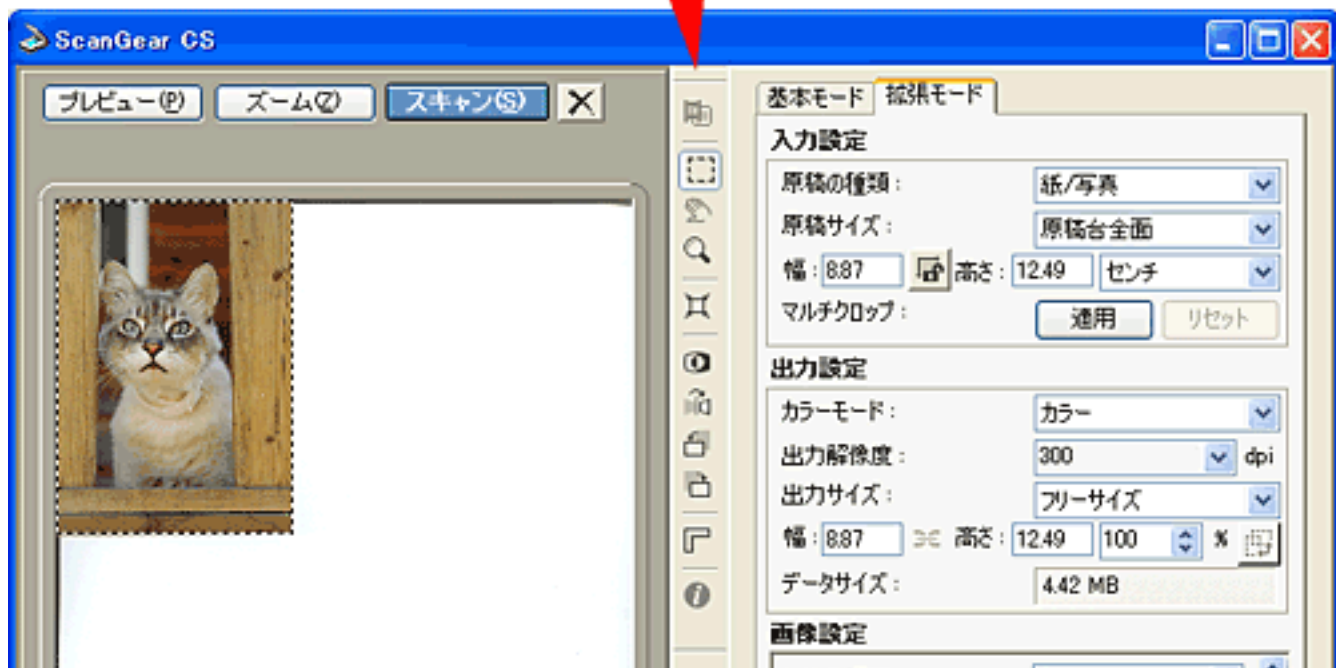 ScanGear CS
プレビュー(P) ズーム(Z) スキャン(S)
基本モード 拡張モード
入力設定
原稿の種類: 紙/写真
原稿サイズ: 原稿台全面
幅: 8.87 高さ: 12.49 センチ
マルチクロップ: 適用 リセット
出力設定
カラーモード: カラー
出力解像度: 300 dpi
出力サイズ: フリーサイズ
幅: 8.87 高さ: 12.49 100 %
データサイズ: 4.42 MB
画像設定